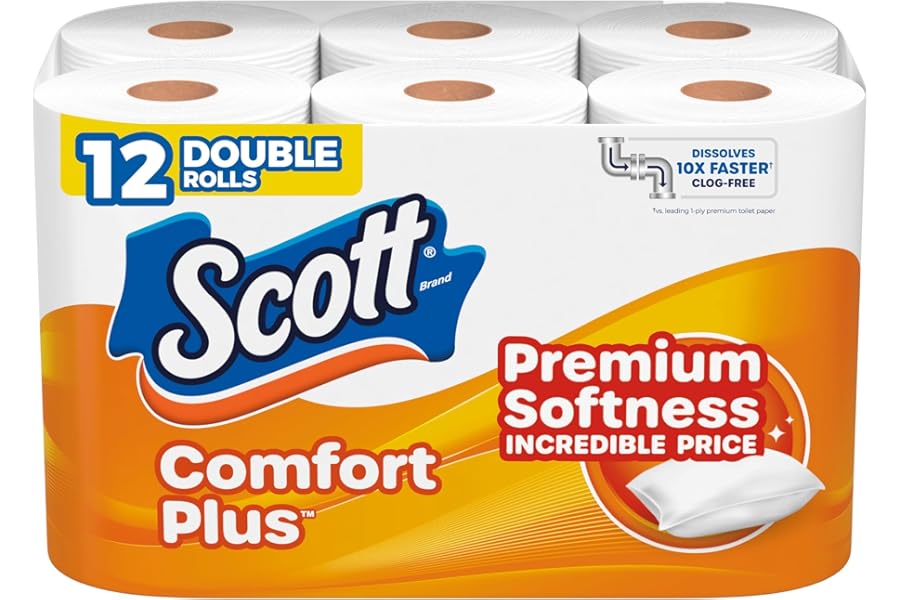 12 DOUBLE
ROLLS
DISSOLVES
10X FASTER†
CLOG-FREE
†vs. leading 1-ply premium toilet paper
Scott®
Brand
Premium
Softness
INCREDIBLE PRICE
Comfort
Plus™